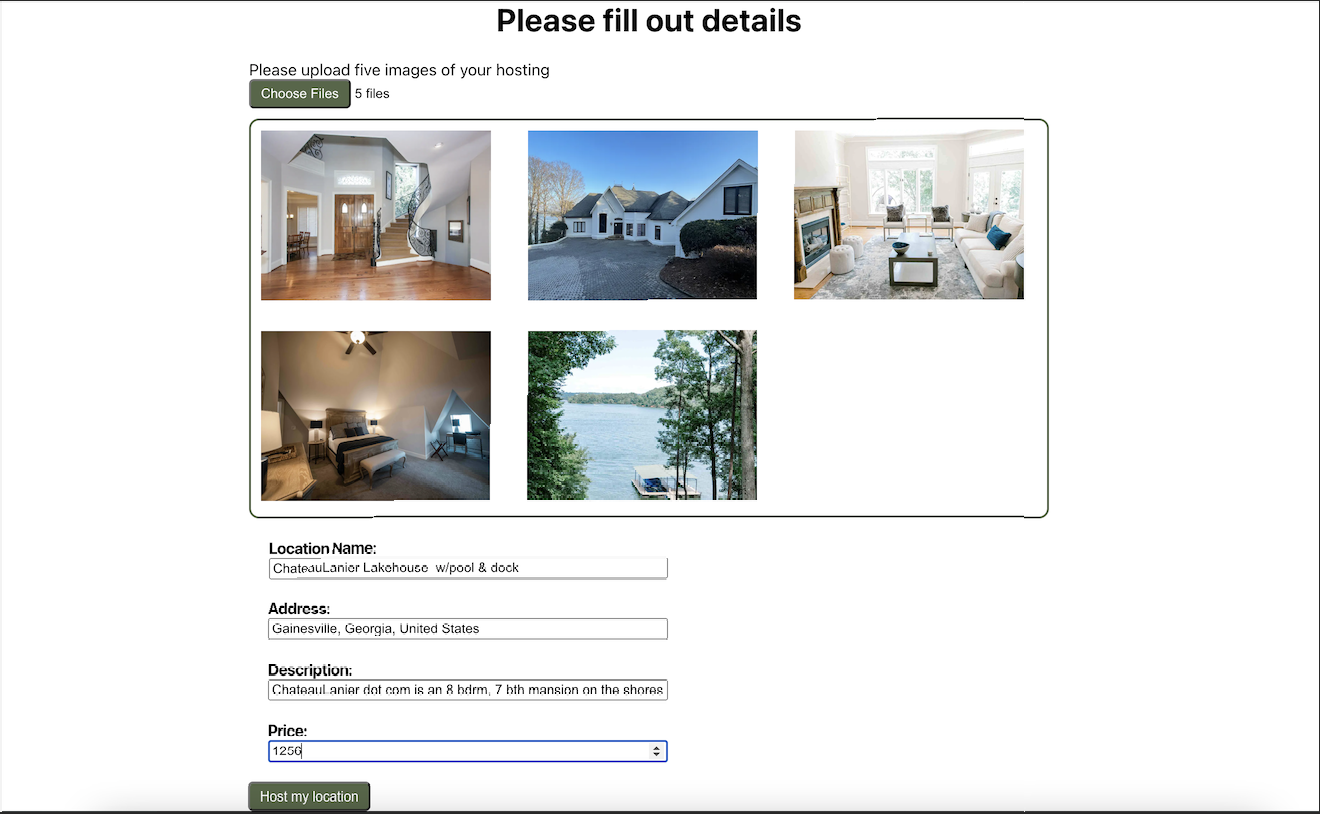 Please fill out details
Please upload five images of your hosting
Choose Files 5 files
Location Name:
ChateauLanier Lakehouse w/pool & dock
Address:
Gainesville, Georgia, United States
Description:
ChateauLanier dot com is an 8 bdrm, 7 bth mansion on the shores
Price:
1256
Host my location